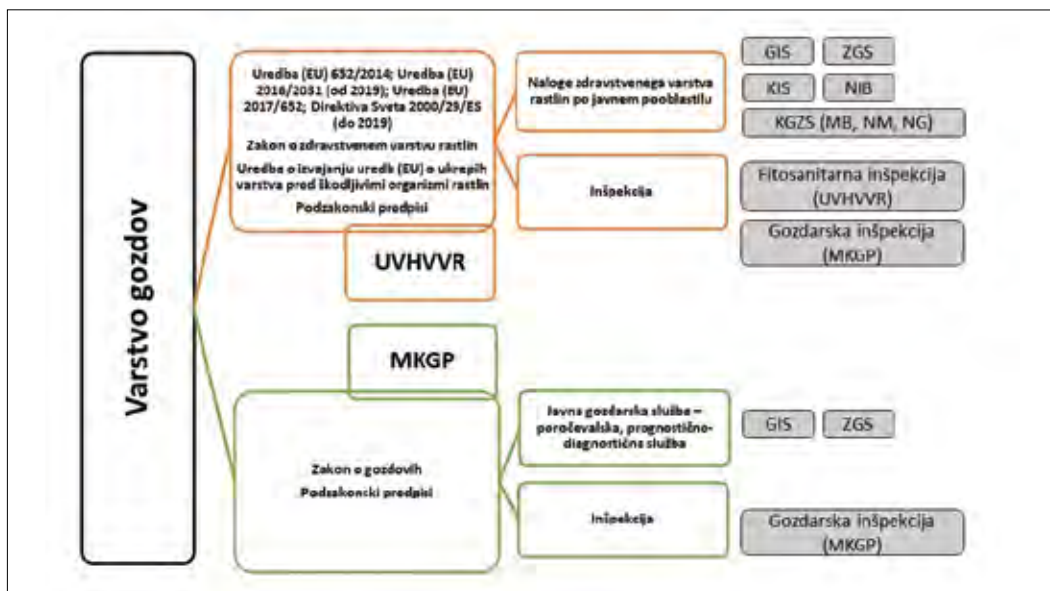 Varstvo gozdov
Uredba (EU) 652/2014; Uredba (EU)
2016/2031 (od 2019); Uredba (EU)
2017/652; Direktiva Sveta 2000/29/ES
(do 2019)
Zakon o zdravstvenem varstvu rastlin
Uredba o izvajanju uredb (EU) o ukrepih
varstva pred škodljivimi organizmi rastlin
Podzakonski predpisi
UVHVVR
Naloge zdravstvenega varstva
rastlin po javnem pooblastilu
GIS
ZGS
KIS
NIB
KGZS (MB, NM, NG)
Inšpekcija
Fitosanitarna inšpekcija
(UVHVVR)
Gozdarska inšpekcija
(MKGP)
MKGP
Zakon o gozdovih
Podzakonski predpisi
Javna gozdarska služba –
poročevalska, prognostično-
diagnortična služba
GIS
ZGS
Inšpekcija
Gozdarska inšpekcija
(MKGP)